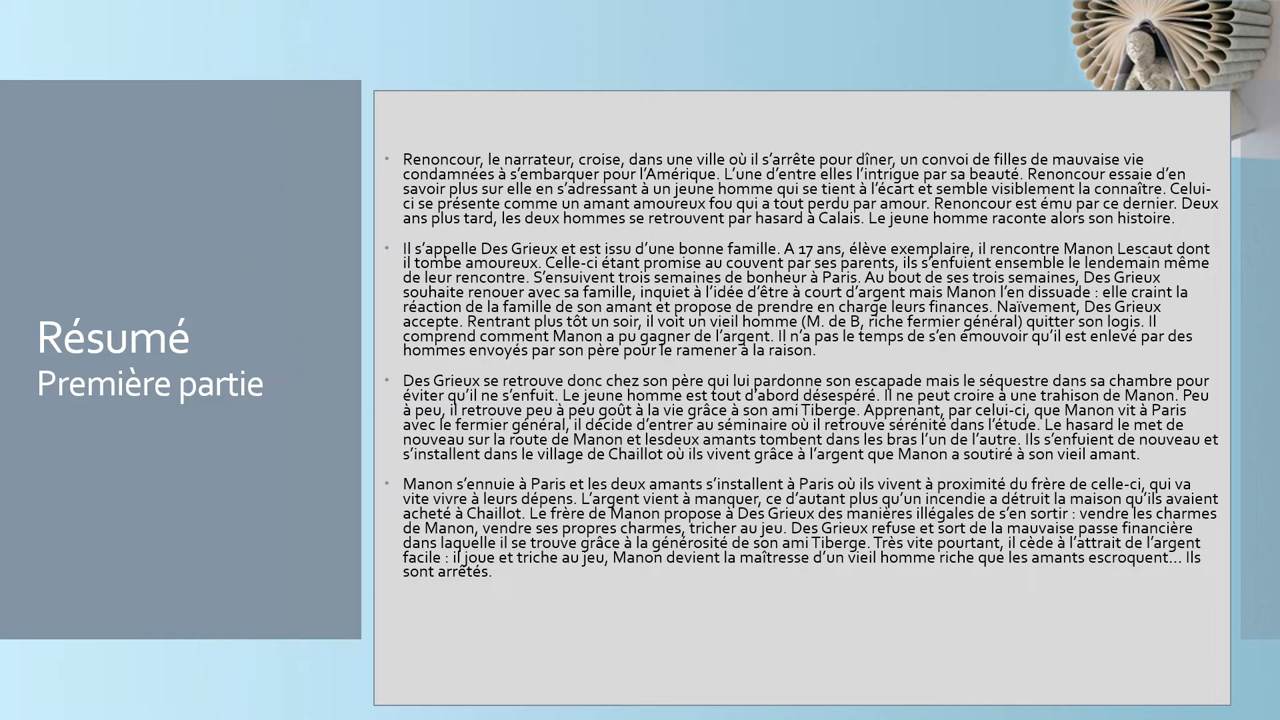 Résumé
Première partie
Renoncour, le narrateur, croise, dans une ville où il s’arrête pour dîner, un convoi de filles de mauvaise vie
condamnées à s’embarquer pour l’Amérique. L’une d’entre elles l’intrigue par sa beauté. Renoncour essaie d’en
savoir plus sur elle en s’adressant à un jeune homme qui se tient à l’écart et semble visiblement la connaître. Celui-
ci se présente comme un amant amoureux fou qui a tout perdu par amour. Renoncour est ému par ce dernier. Deux
ans plus tard, les deux hommes se retrouvent par hasard à Calais. Le jeune homme raconte alors son histoire.
Il s’appelle Des Grieux et est issu d’une bonne famille. A 17 ans, élève exemplaire, il rencontre Manon Lescaut dont
il tombe amoureux. Celle-ci étant promise au couvent par ses parents, ils s’enfuient ensemble le lendemain même
de leur rencontre. S’ensuivent trois semaines de bonheur à Paris. Au bout de ses trois semaines, Des Grieux
souhaite renouer avec sa famille, inquiet à l’idée d’être à court d’argent mais Manon l’en dissuade : elle craint la
réaction de la famille de son amant et propose de prendre en charge leurs finances. Naïvement, Des Grieux
accepte. Rentrant plus tôt un soir, il voit un vieil homme (M. de B, riche fermier général) quitter son logis. Il
comprend comment Manon a pu gagner de l’argent. Il n’a pas le temps de s’en émouvoir qu’il est enlevé par des
hommes envoyés par son père pour le ramener à la raison.
Des Grieux se retrouve donc chez son père qui lui pardonne son escapade mais le séquestre dans sa chambre pour
éviter qu’il ne s’enfuit. Le jeune homme est tout d’abord désespéré. Il ne peut croire à une trahison de Manon. Peu
à peu, il retrouve peu à peu goût à la vie grâce à son ami Tiberge. Apprenant, par celui-ci, que Manon vit à Paris
avec le fermier général, il décide d’entrer au séminaire où il retrouve sérénité dans l’étude. Le hasard le met de
nouveau sur la route de Manon et lesdeux amants tombent dans les bras l’un de l’autre. Ils s’enfuient de nouveau et
s’installent dans le village de Chaillot où ils vivent grâce à l’argent que Manon a soutiré à son vieil amant.
Manon s’ennuie à Paris et les deux amants s’installent à Paris où ils vivent à proximité du frère de celle-ci, qui va
vite vivre à leurs dépens. L’argent vient à manquer, ce d’autant plus qu’un incendie a détruit la maison qu’ils avaient
acheté à Chaillot. Le frère de Manon propose à Des Grieux des manières illégales de s’en sortir : vendre les charmes
de Manon, vendre ses propres charmes, tricher au jeu. Des Grieux refuse et sort de la mauvaise passe financière
dans laquelle il se trouve grâce à la générosité de son ami Tiberge. Très vite pourtant, il cède à l’attrait de l’argent
facile : il joue et triche au jeu, Manon devient la maîtresse d’un vieil homme riche que les amants escroquent… Ils
sont arrêtés.